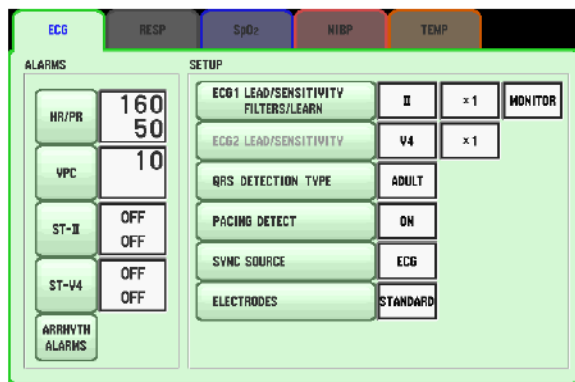 ECG RESP SpO2 NIBP TEMP
ALARMS
HR/PR 160
50
VPC 10
ST-II OFF
OFF
ST-V4 OFF
OFF
ARRHYTH
ALARMS
SETUP
ECG1 LEAD/SENSITIVITY
FILTERS/LEARN II ×1 MONITOR
ECG2 LEAD/SENSITIVITY V4 ×1
QRS DETECTION TYPE ADULT
PACING DETECT ON
SYNC SOURCE ECG
ELECTRODES STANDARD